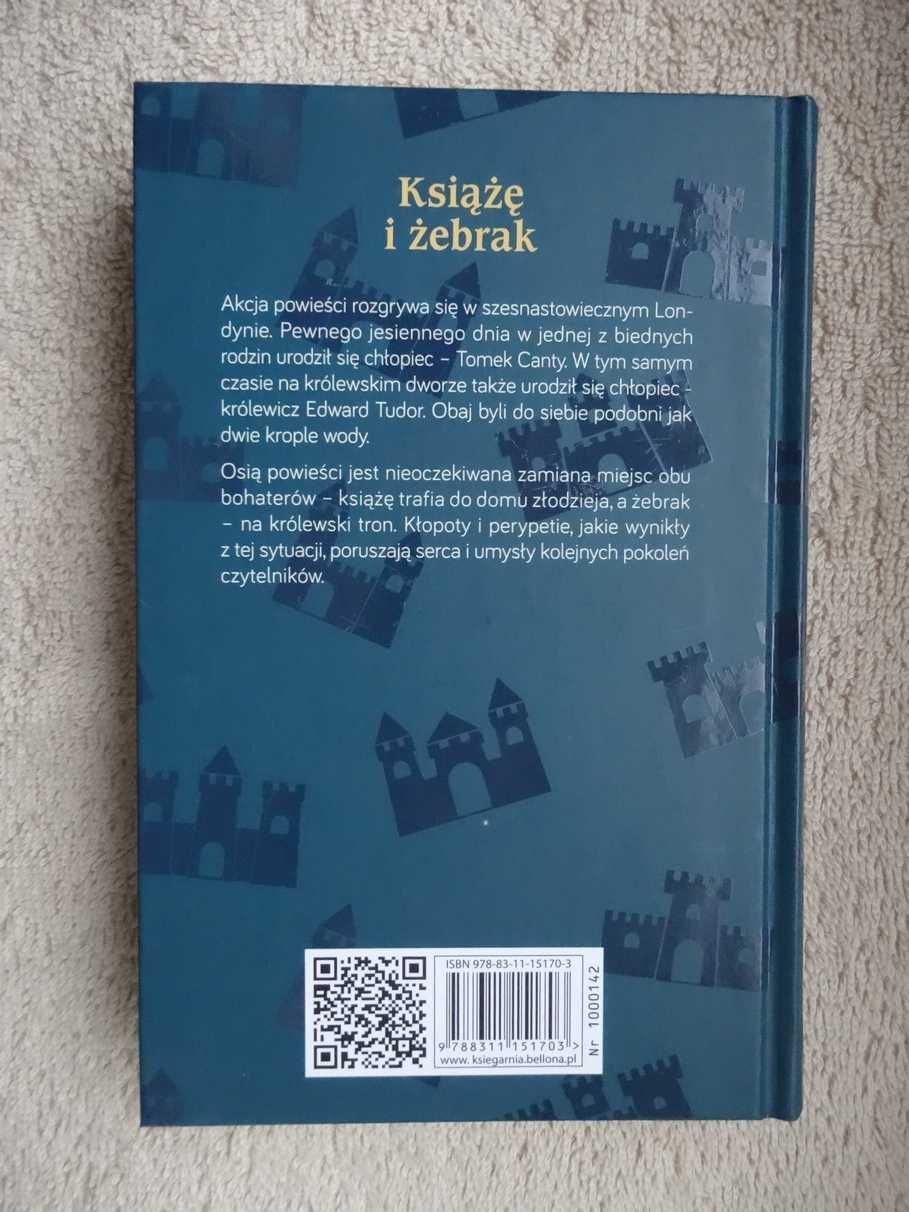 Książę
i żebrak
Akcja powieści rozgrywa się w szesnastowiecznym Lon-
dynie. Pewnego jesiennego dnia w jednej z biednych
rodzin urodził się chłopiec – Tomek Canty. W tym samym
czasie na królewskim dworze także urodził się chłopiec -
królewicz Edward Tudor. Obaj byli do siebie podobni jak
dwie krople wody.
Osią powieści jest nieoczekiwana zamiana miejsc obu
bohaterów – książę trafia do domu złodzieja, a żebrak
– na królewski tron. Kłopoty i perypetie, jakie wynikły
z tej sytuacji, poruszają serca i umysły kolejnych pokoleń
czytelników.
ISBN 978-83-11-15170-3
9 788311 151703 >
www.ksiegarnia.bellona.pl
Nr 1000142